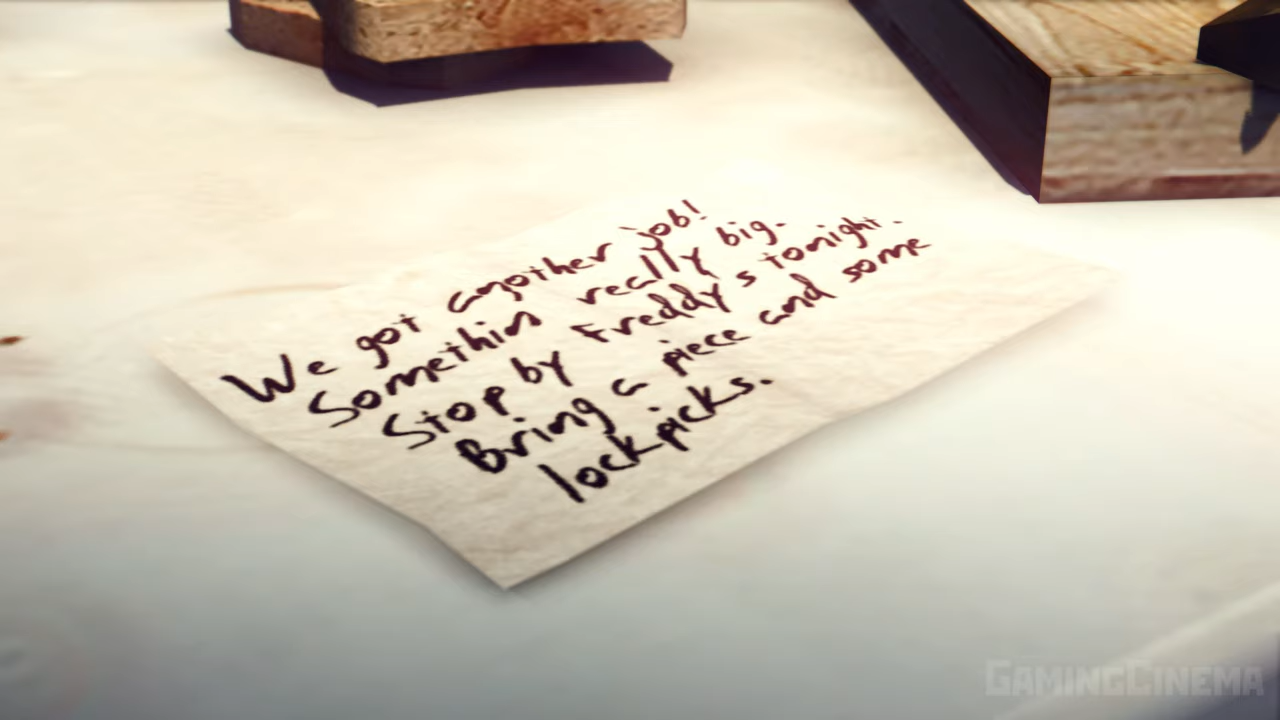 We got another job!
Somethin really big.
Stop by Freddy's tonight.
Bring a piece and some
lockpicks.
GAMINGCINEMA